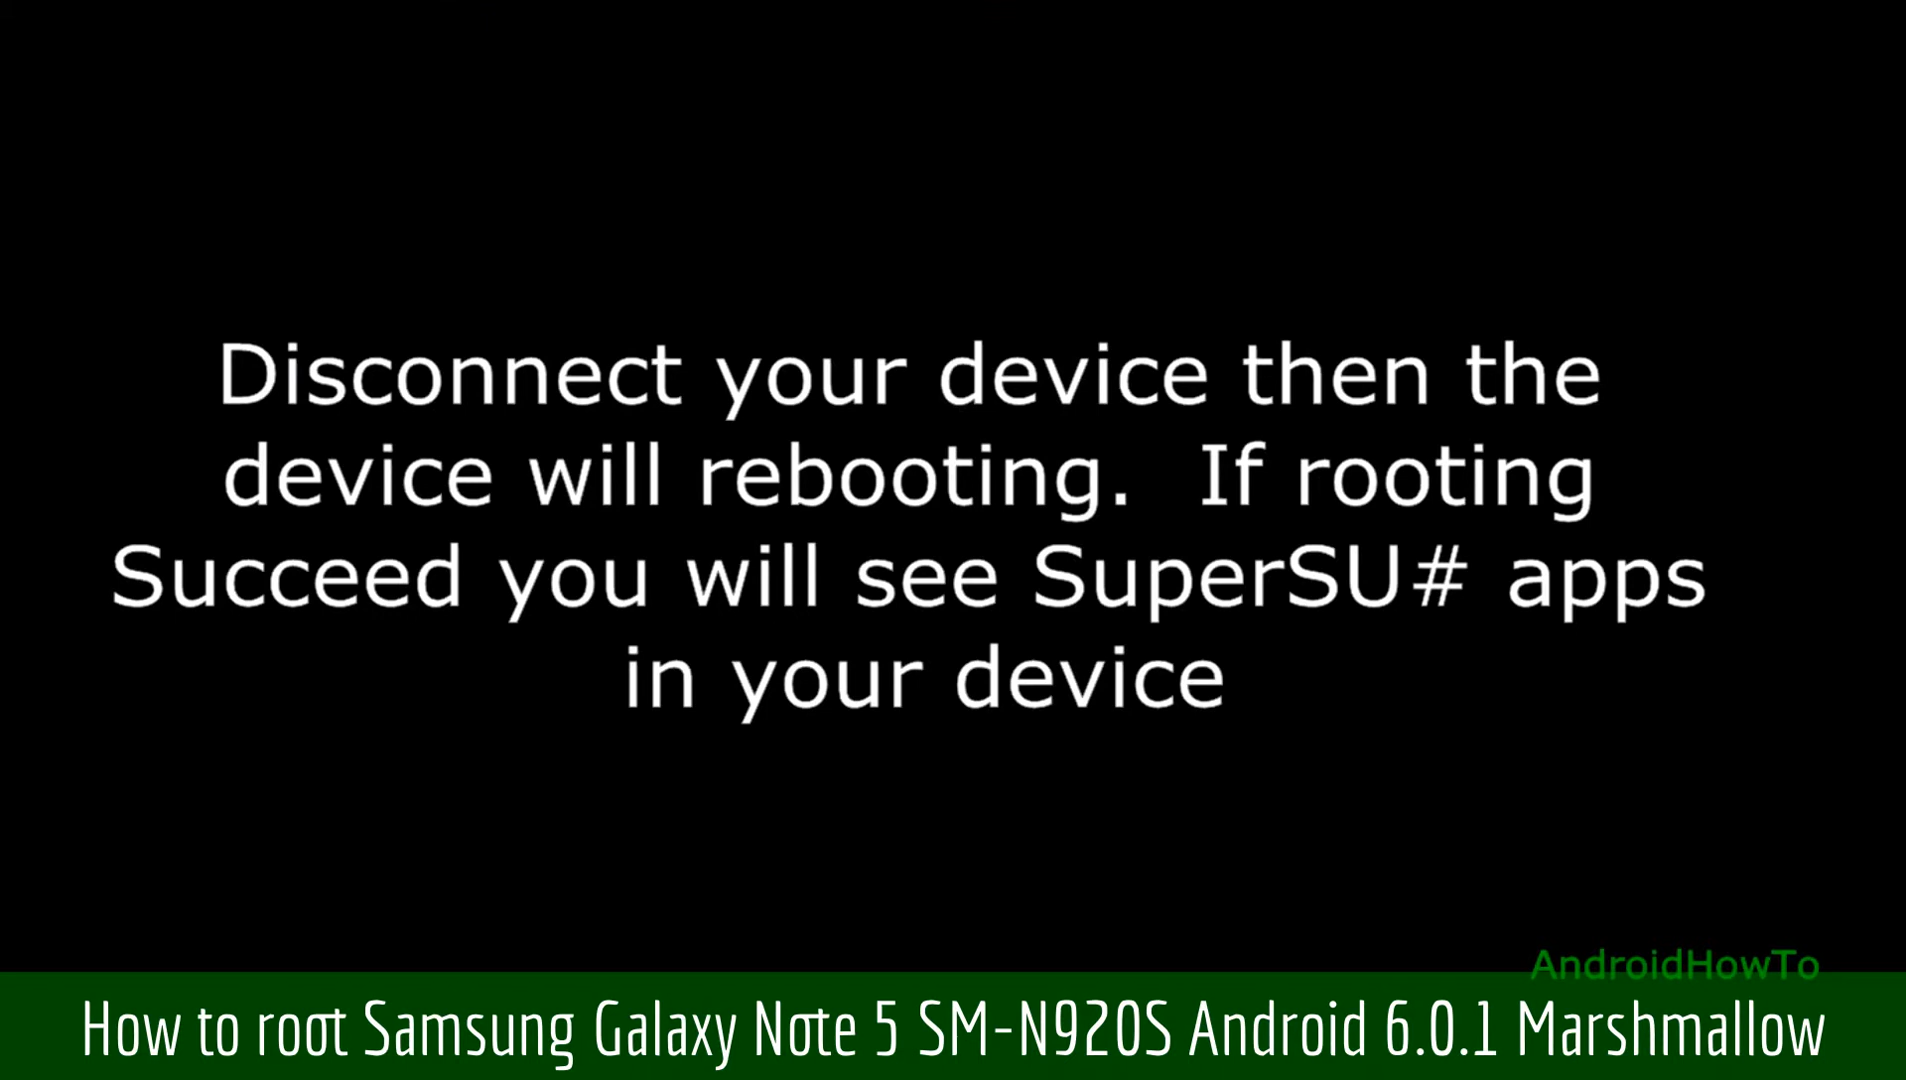 Disconnect your device then the
device will rebooting.  If rooting
Succeed you will see SuperSU# apps
in your device
AndroidHowTo
How to root Samsung Galaxy Note 5 SM-N920S Android 6.0.1 Marshmallow